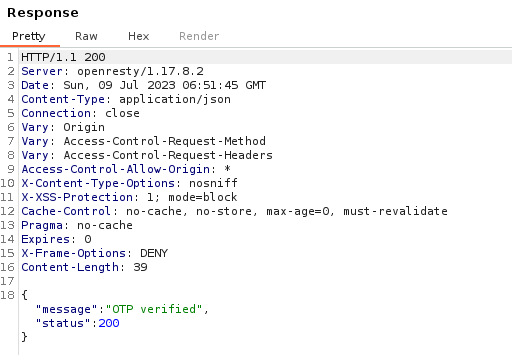 Response
Pretty Raw Hex Render
1 HTTP/1.1 200
2 Server: openresty/1.17.8.2
3 Date: Sun, 09 Jul 2023 06:51:45 GMT
4 Content-Type: application/json
5 Connection: close
6 Vary: Origin
7 Vary: Access-Control-Request-Method
8 Vary: Access-Control-Request-Headers
9 Access-Control-Allow-Origin: *
10 X-Content-Type-Options: nosniff
11 X-XSS-Protection: 1; mode=block
12 Cache-Control: no-cache, no-store, max-age=0, must-revalidate
13 Pragma: no-cache
14 Expires: 0
15 X-Frame-Options: DENY
16 Content-Length: 39
17
18 {
"message":"OTP verified",
"status":200
}